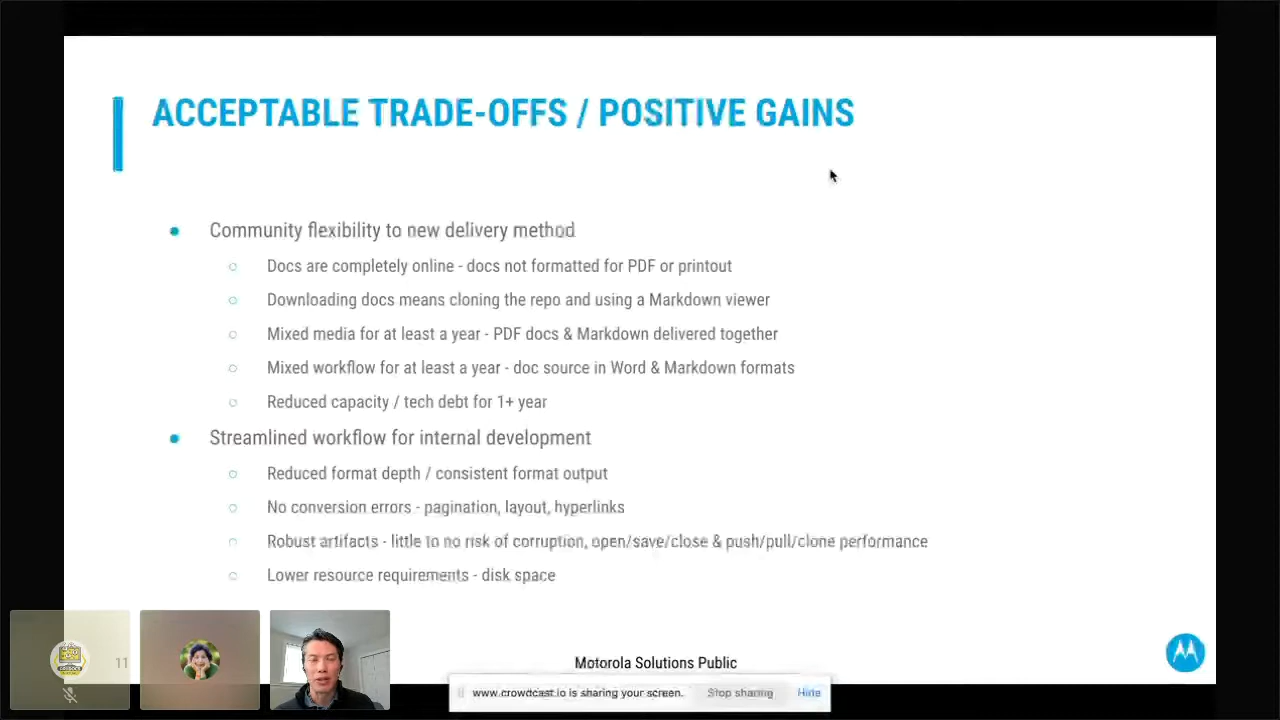 ACCEPTABLE TRADE-OFFS / POSITIVE GAINS
Community flexibility to new delivery method
Docs are completely online - docs not formatted for PDF or printout
Downloading docs means cloning the repo and using a Markdown viewer
Mixed media for at least a year - PDF docs & Markdown delivered together
Mixed workflow for at least a year - doc source in Word & Markdown formats
Reduced capacity / tech debt for 1+ year
Streamlined workflow for internal development
Reduced format depth / consistent format output
No conversion errors - pagination, layout, hyperlinks
Robust artifacts - little to no risk of corruption, open/save/close & push/pull/clone performance
Lower resource requirements - disk space
11
Motorola Solutions Public
www.crowdcast.io is sharing your screen. Stop sharing Hide